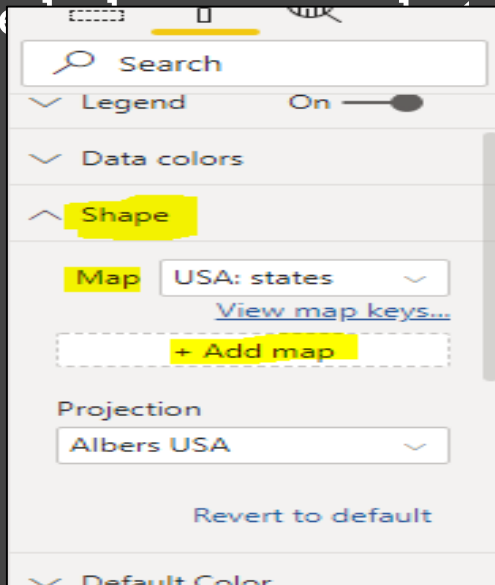 Search
Legend On
Data colors
Shape
Map USA: states
View map keys...
+ Add map
Projection
Albers USA
Revert to default
Default Color